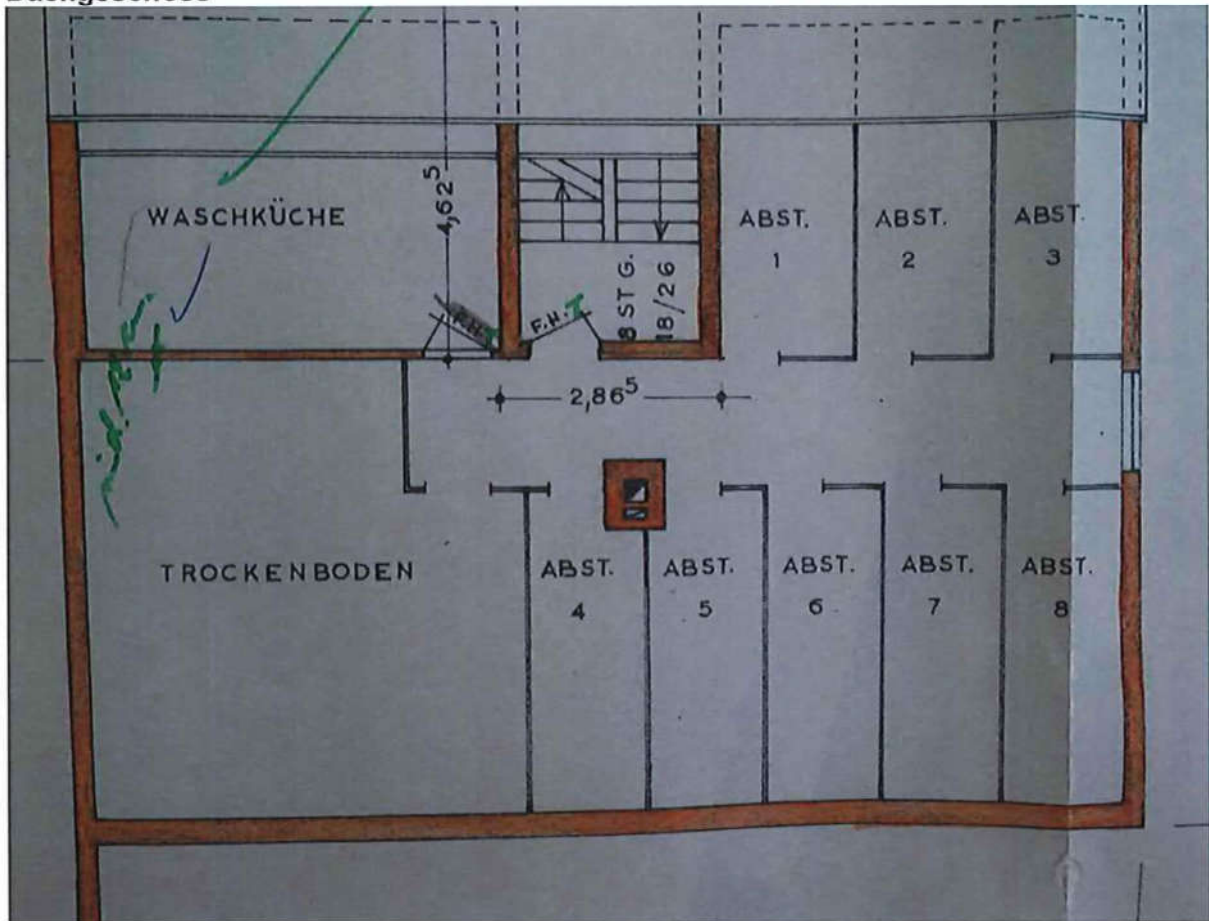 WASCHKÜCHE
4,62⁵
F.H.T
F.H.T
8 ST G.
18/26
ABST.
1
ABST.
2
ABST.
3
2,86⁵
TROCKENBODEN
ABST.
4
ABST.
5
ABST.
6
ABST.
7
ABST.
8